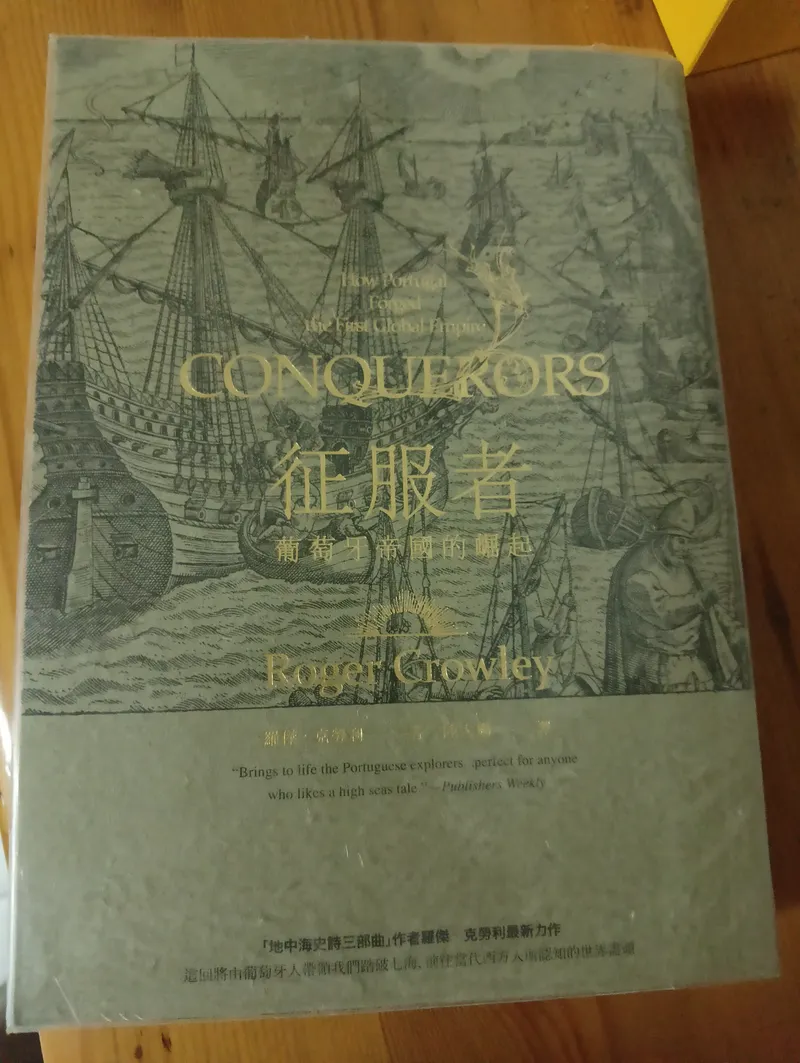 How Portugal
Forged
the First Global Empire
CONQUERORS
征服者
葡萄牙帝國的崛起
Roger Crowley
羅傑·克勞利 著 譯
“Brings to life the Portuguese explorers perfect for anyone
who likes a high seas tale.”—Publishers Weekly
「地中海史詩三部曲」作者羅傑 克勞利最新力作
這回將由葡萄牙人帶領我們踏破七海，前往當代西方人所認知的世界盡頭